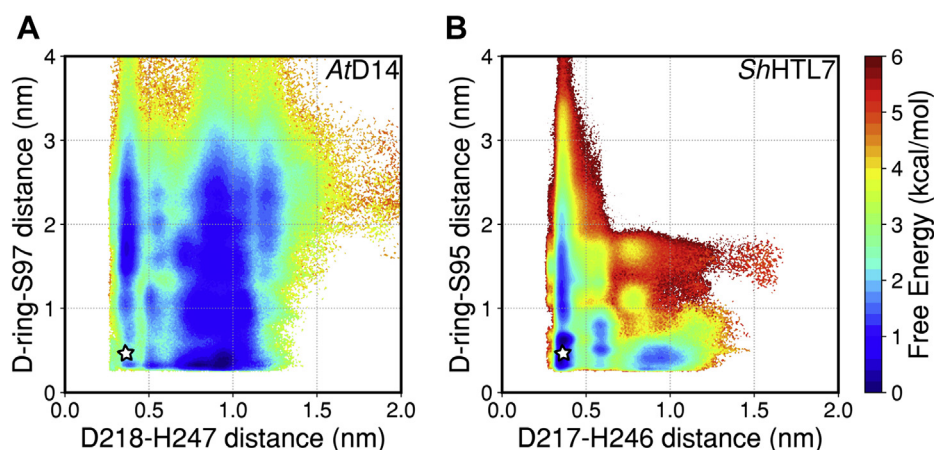 A
B
AtD14
ShHTL7
D-ring-S97 distance (nm)
4
3
2
1
0
0.0 0.5 1.0 1.5 2.0
D218-H247 distance (nm)
D-ring-S95 distance (nm)
4
3
2
1
0
0.0 0.5 1.0 1.5 2.0
D217-H246 distance (nm)
6
5
4
3
2
1
0
Free Energy (kcal/mol)